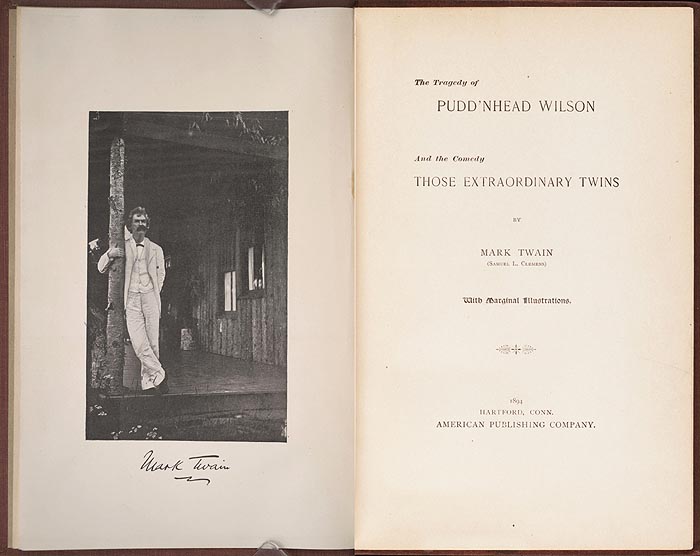 Mark Twain
The Tragedy of
PUDD'NHEAD WILSON
And the Comedy
THOSE EXTRAORDINARY TWINS
BY
MARK TWAIN
(SAMUEL L. CLEMENS)
With Marginal Illustrations.
1894
HARTFORD, CONN.
AMERICAN PUBLISHING COMPANY.